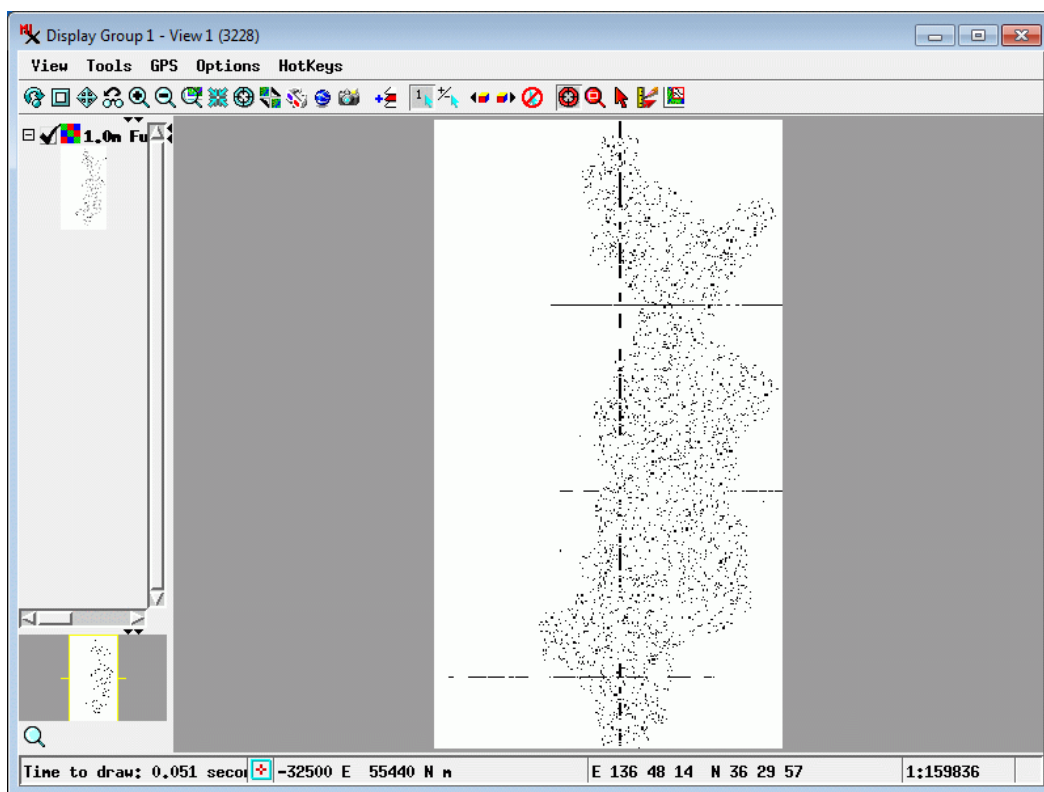 Display Group 1 - View 1 (3228)
View Tools GPS Options HotKeys
1.0m Fu
Time to draw: 0.051 secon
-32500 E 55440 N m
E 136 48 14 N 36 29 57
1:159836